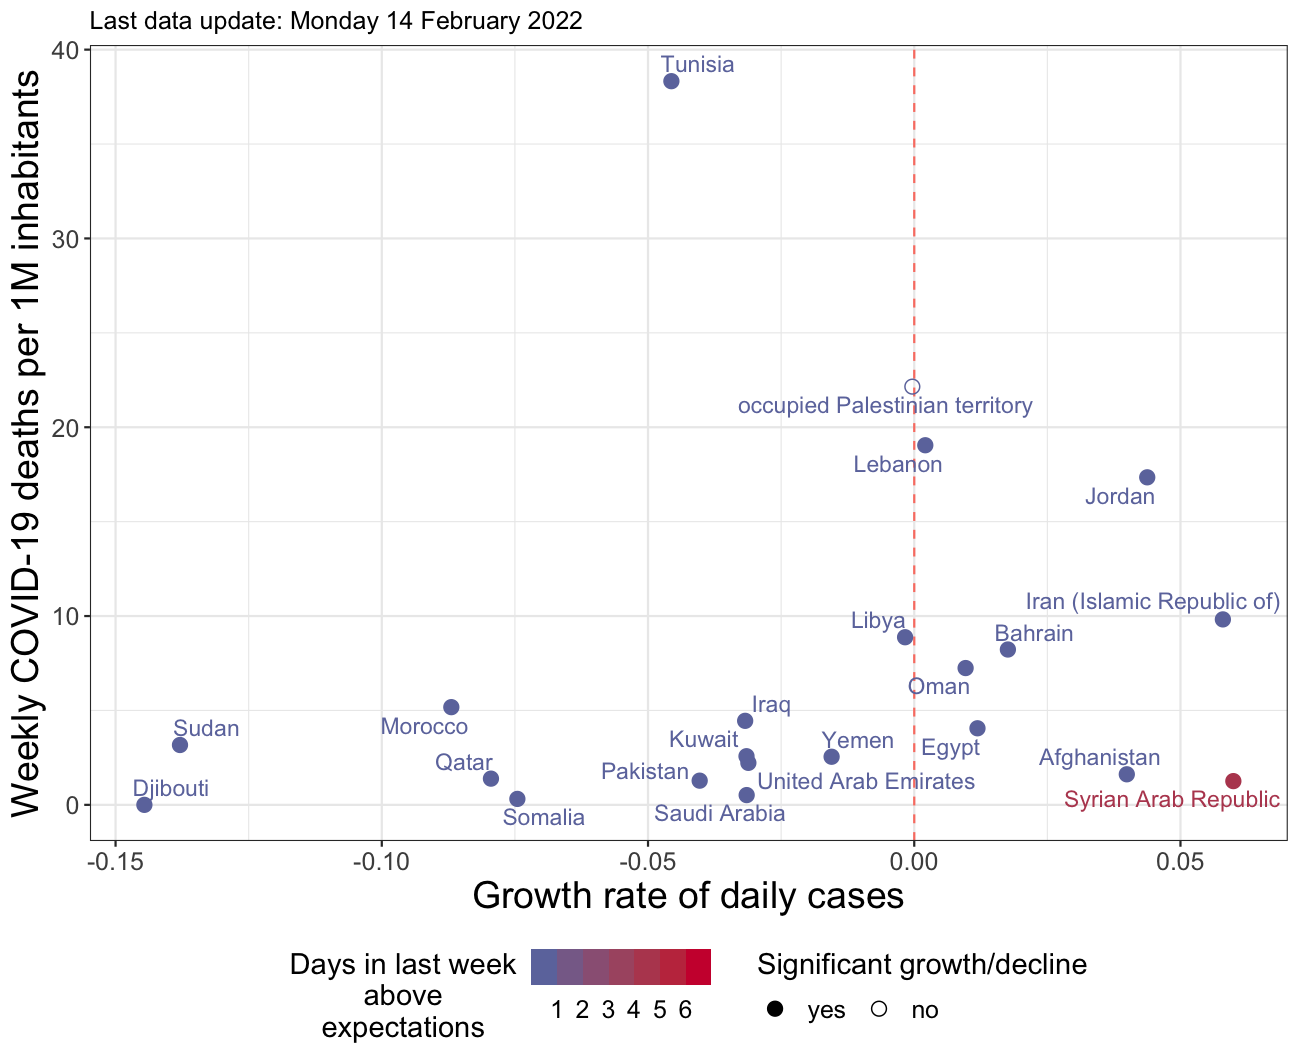 Last data update: Monday 14 February 2022
Weekly COVID-19 deaths per 1M inhabitants
40
30
20
10
0
Tunisia
occupied Palestinian territory
Lebanon
Jordan
Iran (Islamic Republic of)
Libya
Bahrain
Oman
Iraq
Morocco
Sudan
Kuwait
Yemen
Egypt
Afghanistan
Qatar
Pakistan
United Arab Emirates
Djibouti
Syrian Arab Republic
Saudi Arabia
Somalia
-0.15 -0.10 -0.05 0.00 0.05
Growth rate of daily cases
Days in last week
above
expectations
1 2 3 4 5 6
Significant growth/decline
yes no